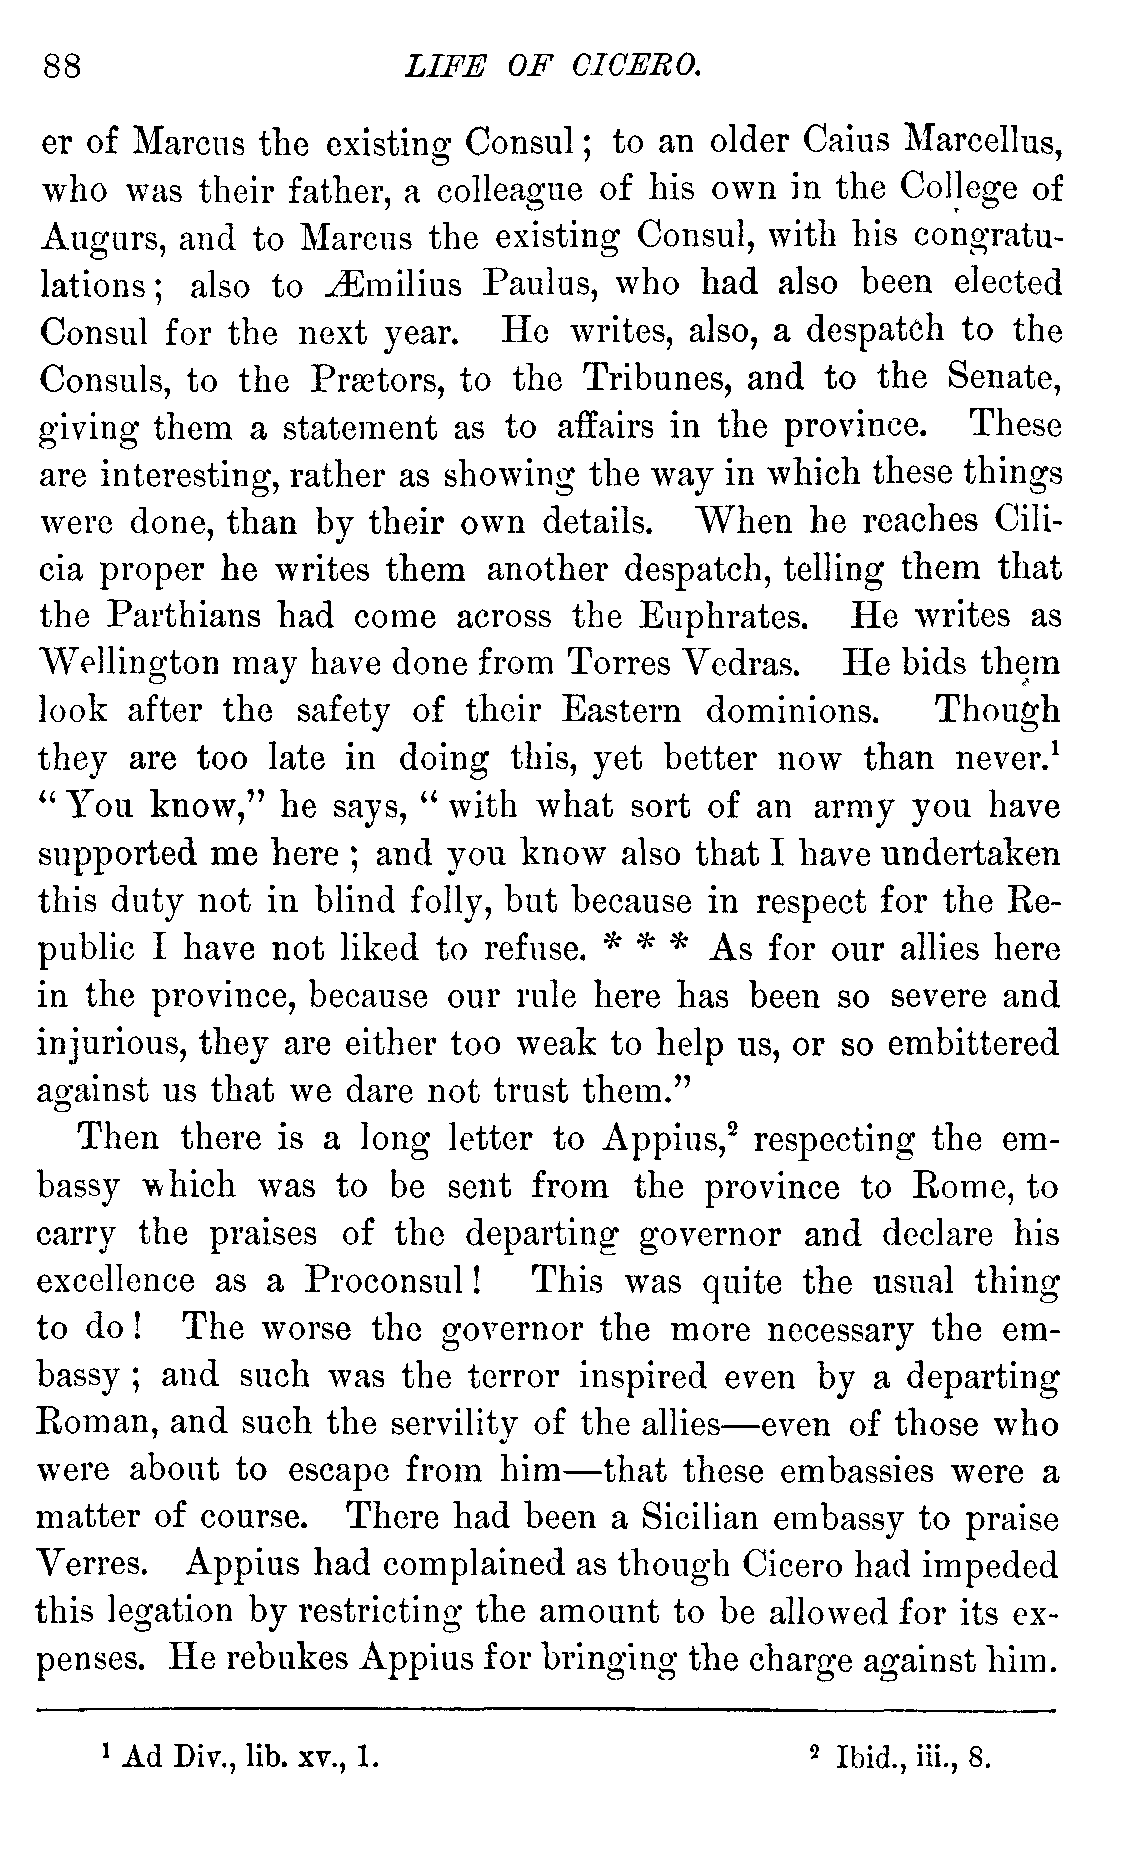 88 LIFE OF CICERO.
er of Marcus the existing Consul; to an older Caius Marcellus,
who was their father, a colleague of his own in the College of
Augurs, and to Marcus the existing Consul, with his congratu-
lations; also to Æmilius Paulus, who had also been elected
Consul for the next year. He writes, also, a despatch to the
Consuls, to the Prætors, to the Tribunes, and to the Senate,
giving them a statement as to affairs in the province. These
are interesting, rather as showing the way in which these things
were done, than by their own details. When he reaches Cili-
cia proper he writes them another despatch, telling them that
the Parthians had come across the Euphrates. He writes as
Wellington may have done from Torres Vedras. He bids them
look after the safety of their Eastern dominions. Though
they are too late in doing this, yet better now than never.¹
“You know,” he says, “with what sort of an army you have
supported me here; and you know also that I have undertaken
this duty not in blind folly, but because in respect for the Re-
public I have not liked to refuse. * * * As for our allies here
in the province, because our rule here has been so severe and
injurious, they are either too weak to help us, or so embittered
against us that we dare not trust them.”
Then there is a long letter to Appius,² respecting the em-
bassy which was to be sent from the province to Rome, to
carry the praises of the departing governor and declare his
excellence as a Proconsul! This was quite the usual thing
to do! The worse the governor the more necessary the em-
bassy; and such was the terror inspired even by a departing
Roman, and such the servility of the allies—even of those who
were about to escape from him—that these embassies were a
matter of course. There had been a Sicilian embassy to praise
Verres. Appius had complained as though Cicero had impeded
this legation by restricting the amount to be allowed for its ex-
penses. He rebukes Appius for bringing the charge against him.
¹ Ad Div., lib. xv., 1. ² Ibid., iii., 8.